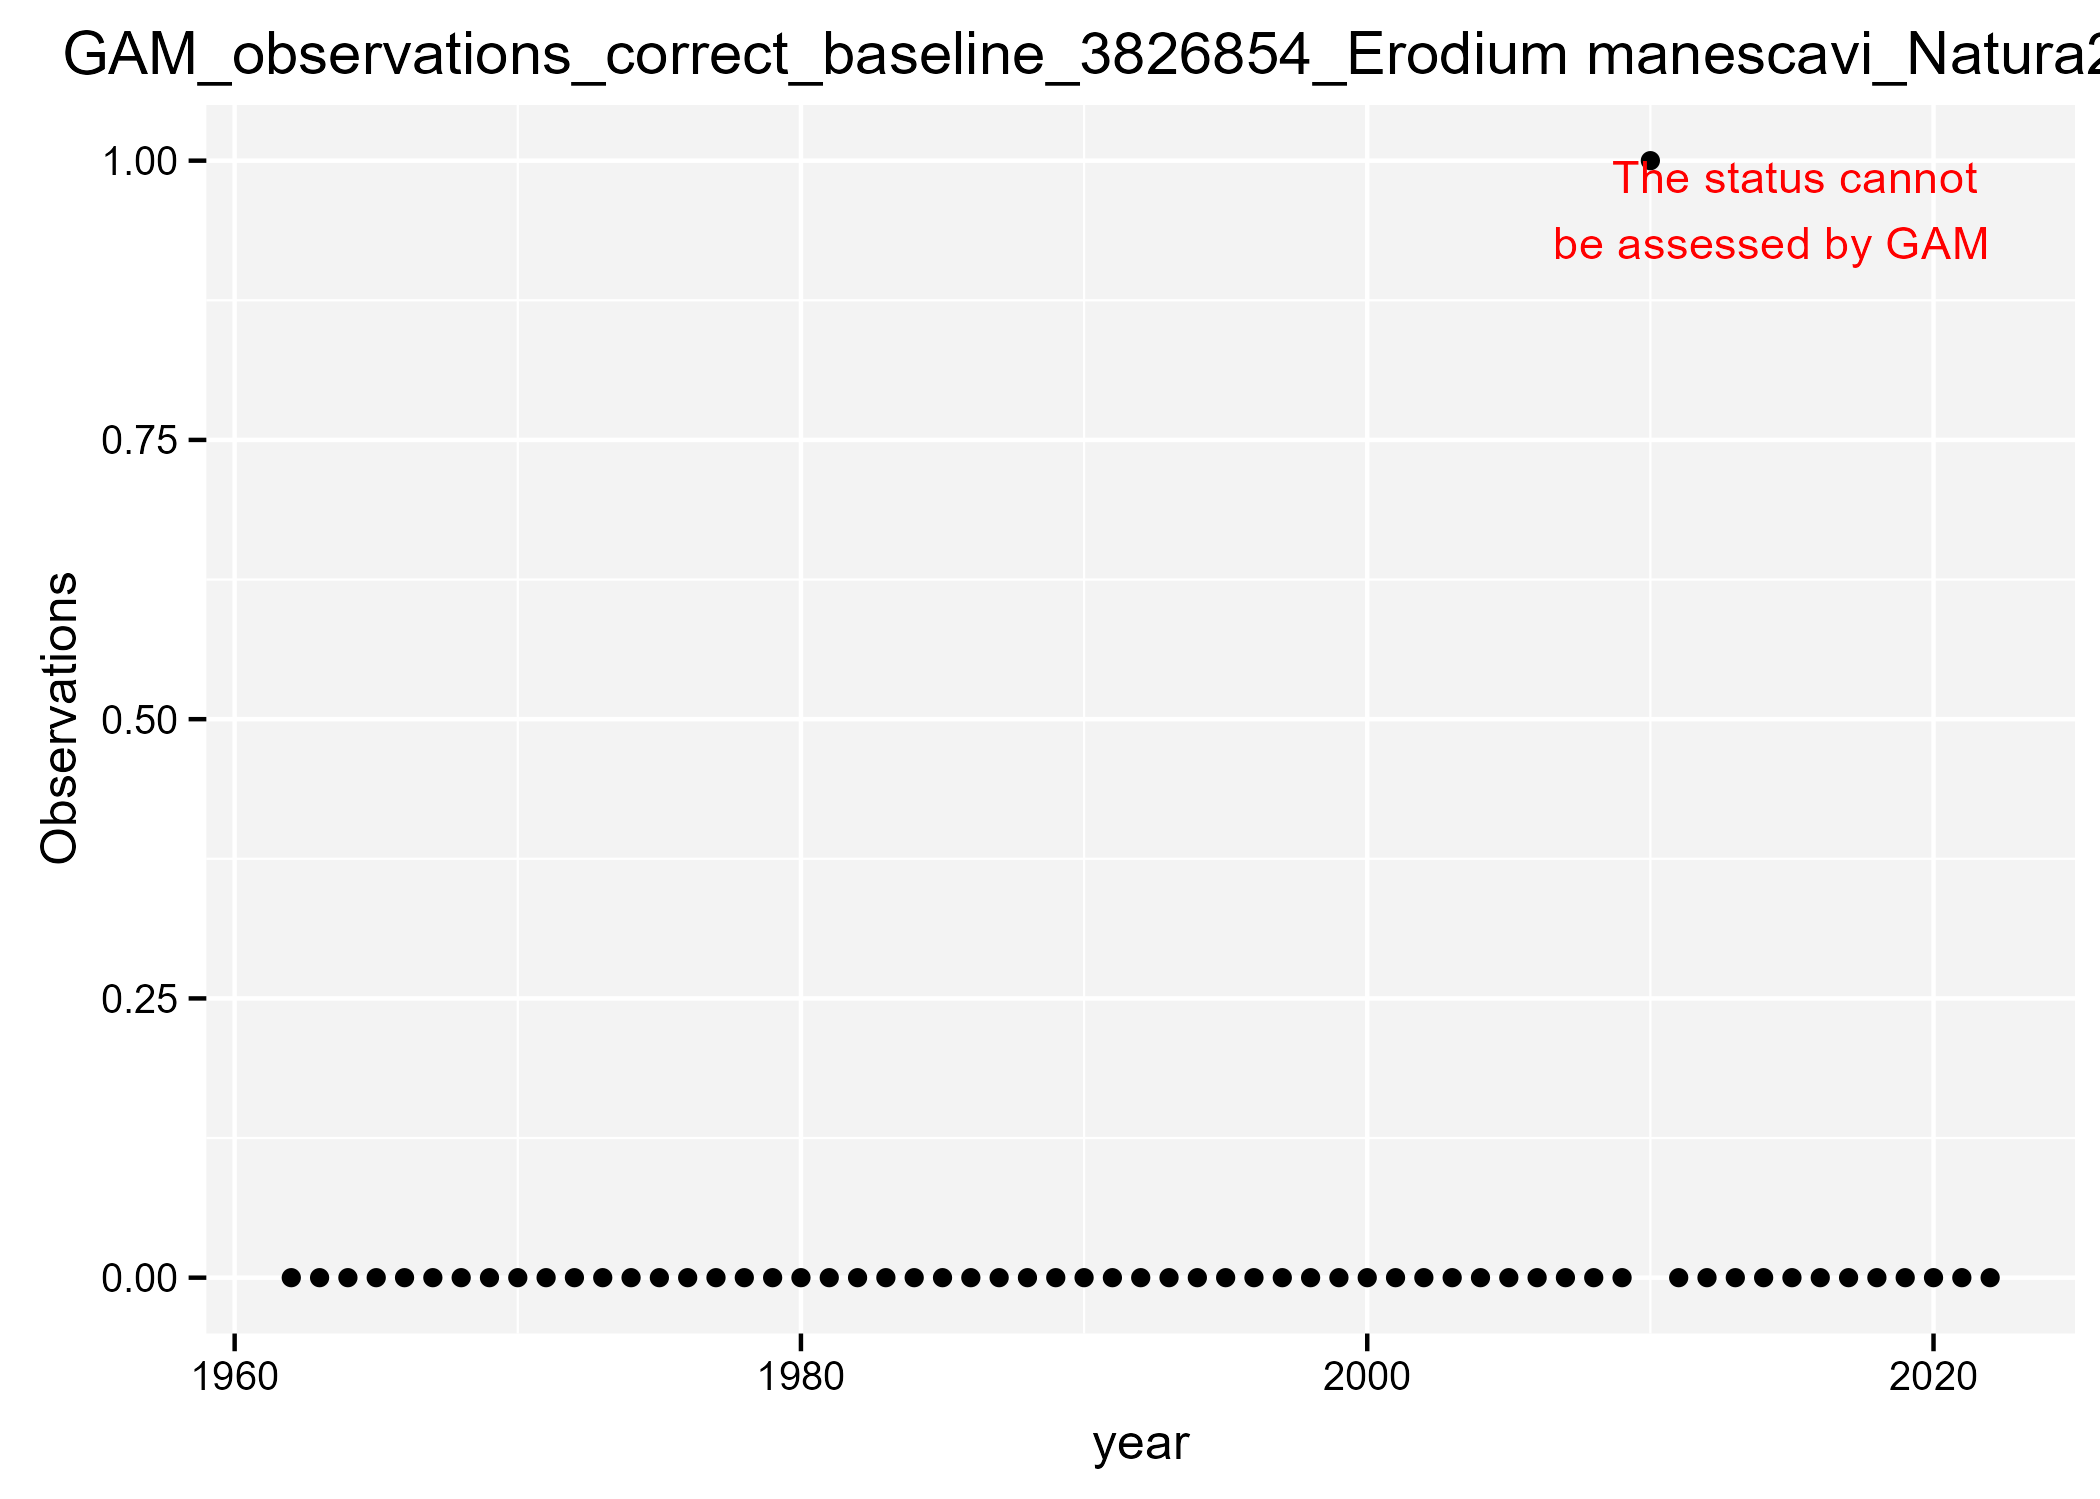 GAM_observations_correct_baseline_3826854_Erodium manescavi_Natura2
1.00
The status cannot
be assessed by GAM
0.75
Observations
0.50
0.25
0.00
1960
1980
2000
2020
year